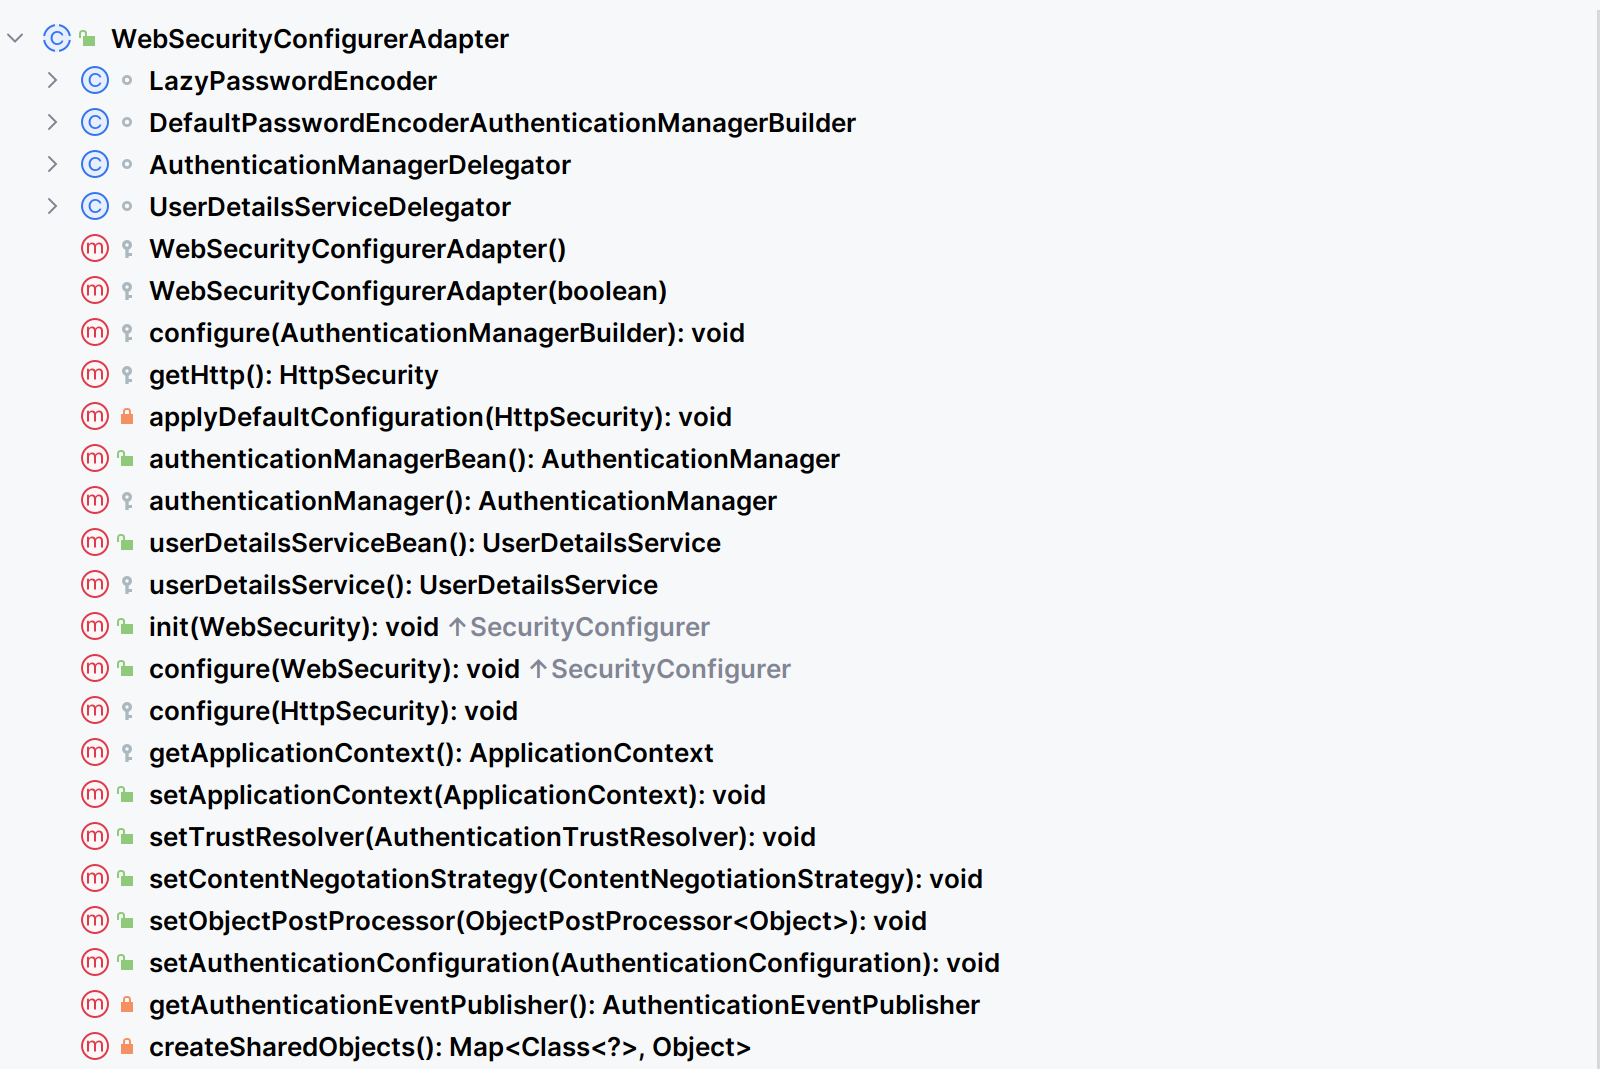 WebSecurityConfigurerAdapter
LazyPasswordEncoder
DefaultPasswordEncoderAuthenticationManagerBuilder
AuthenticationManagerDelegator
UserDetailsServiceDelegator
WebSecurityConfigurerAdapter()
WebSecurityConfigurerAdapter(boolean)
configure(AuthenticationManagerBuilder): void
getHttp(): HttpSecurity
applyDefaultConfiguration(HttpSecurity): void
authenticationManagerBean(): AuthenticationManager
authenticationManager(): AuthenticationManager
userDetailsServiceBean(): UserDetailsService
userDetailsService(): UserDetailsService
init(WebSecurity): void ↑SecurityConfigurer
configure(WebSecurity): void ↑SecurityConfigurer
configure(HttpSecurity): void
getApplicationContext(): ApplicationContext
setApplicationContext(ApplicationContext): void
setTrustResolver(AuthenticationTrustResolver): void
setContentNegotationStrategy(ContentNegotiationStrategy): void
setObjectPostProcessor(ObjectPostProcessor<Object>): void
setAuthenticationConfiguration(AuthenticationConfiguration): void
getAuthenticationEventPublisher(): AuthenticationEventPublisher
createSharedObjects(): Map<Class<?>, Object>